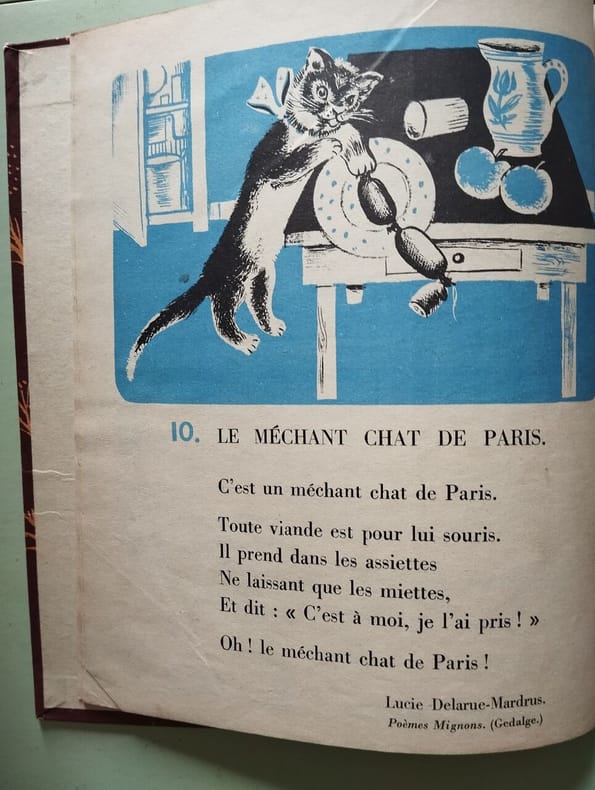 10. LE MÉCHANT CHAT DE PARIS.
C'est un méchant chat de Paris.
Toute viande est pour lui souris.
Il prend dans les assiettes
Ne laissant que les miettes,
Et dit : « C'est à moi, je l'ai pris ! »
Oh ! le méchant chat de Paris !
Lucie Delarue-Mardrus.
Poèmes Mignons. (Gedalge.)